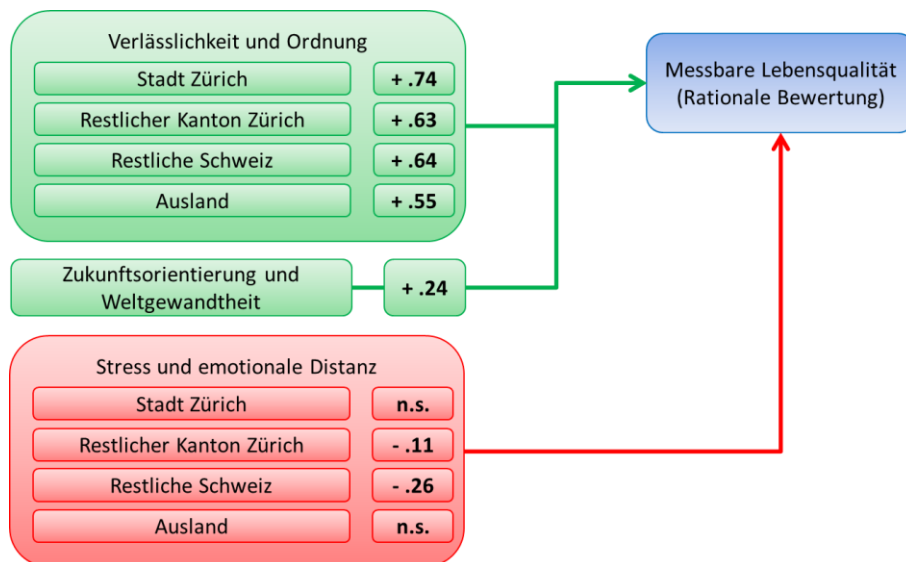 Verlässlichkeit und Ordnung
Stadt Zürich + .74
Restlicher Kanton Zürich + .63
Restliche Schweiz + .64
Ausland + .55
Messbare Lebensqualität
(Rationale Bewertung)
Zukunftsorientierung und
Weltgewandtheit
+ .24
Stress und emotionale Distanz
Stadt Zürich n.s.
Restlicher Kanton Zürich - .11
Restliche Schweiz - .26
Ausland n.s.